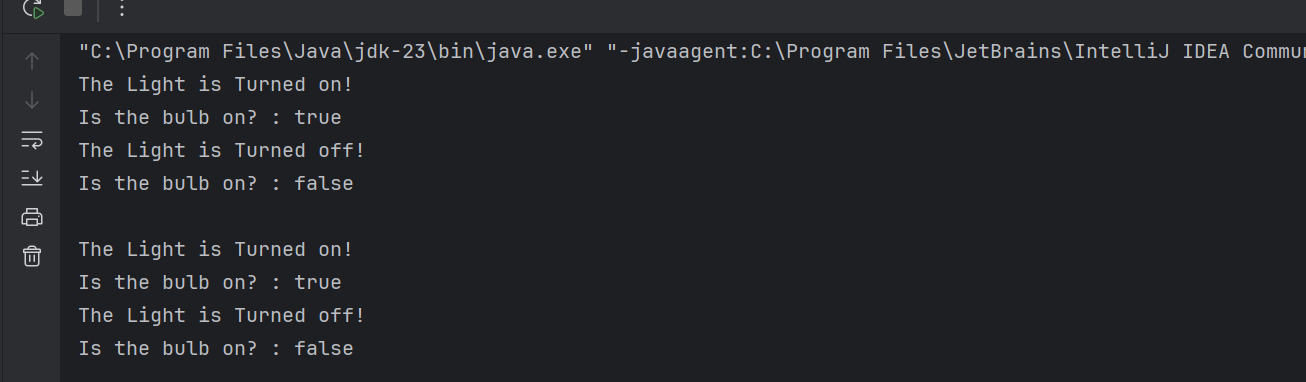 "C:\Program Files\Java\jdk-23\bin\java.exe" "-javaagent:C:\Program Files\JetBrains\IntelliJ IDEA
The Light is Turned on!
Is the bulb on? : true
The Light is Turned off!
Is the bulb on? : false
The Light is Turned on!
Is the bulb on? : true
The Light is Turned off!
Is the bulb on? : false